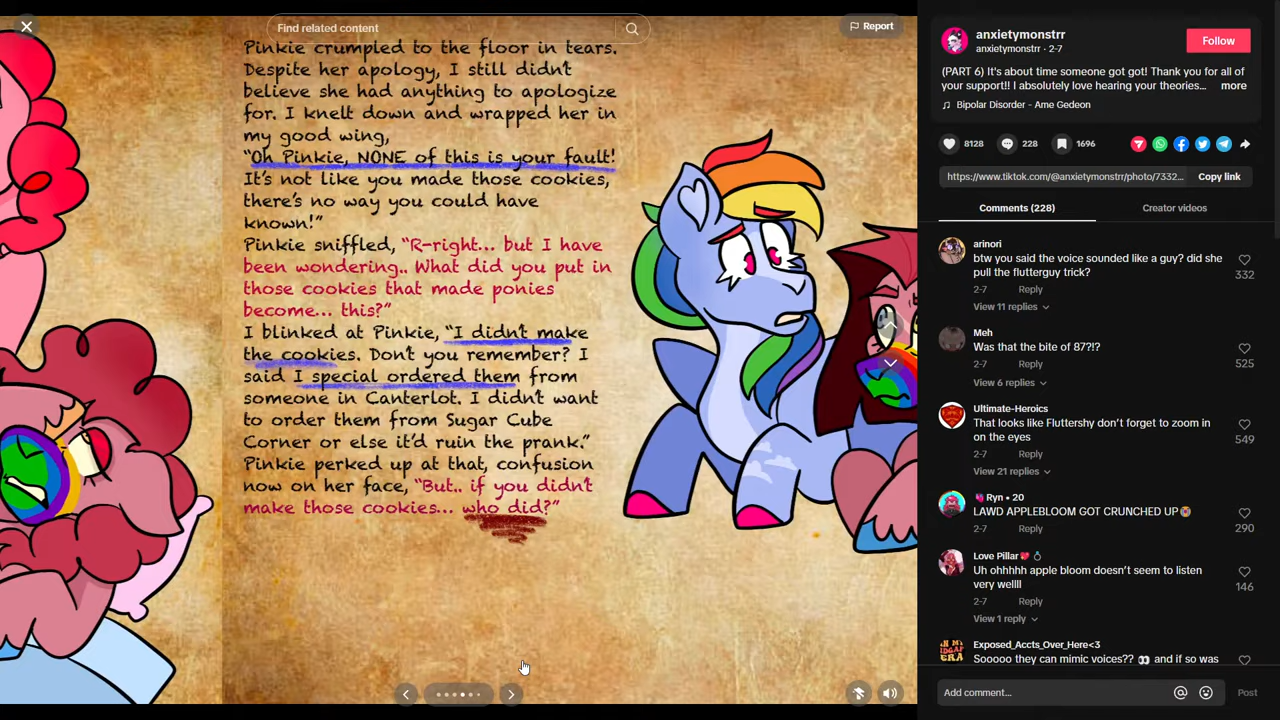 Find related content
Report
Pinkie crumpled to the floor in tears.
Despite her apology, I still didn't
believe she had anything to apologize
for. I knelt down and wrapped her in
my good wing,
"Oh Pinkie, NONE of this is your fault!
It's not like you made those cookies,
there's no way you could have
known!"
Pinkie sniffled, "R-right... but I have
been wondering.. What did you put in
those cookies that made ponies
become... this?"
I blinked at Pinkie, "I didn't make
the cookies. Don't you remember? I
said I special ordered them from
someone in Canterlot. I didn't want
to order them from Sugar Cube
Corner or else it'd ruin the prank."
Pinkie perked up at that, confusion
now on her face, "But.. if you didn't
make those cookies... who did?"
anxietymonstrr
anxietymonstrr · 2-7
Follow
(PART 6) It's about time someone got got! Thank you for all of
your support!! I absolutely love hearing your theories... more
Bipolar Disorder - Ame Gedeon
8128
228
1696
https://www.tiktok.com/@anxietymonstrr/photo/7332...
Copy link
Comments (228)
Creator videos
arinori
btw you said the voice sounded like a guy? did she
pull the flutterguy trick?
332
2-7 Reply
View 11 replies
Meh
Was that the bite of 87?!?
525
2-7 Reply
View 6 replies
Ultimate-Heroics
That looks like Fluttershy don't forget to zoom in
on the eyes
549
2-7 Reply
View 21 replies
Ryn • 20
LAWD APPLEBLOOM GOT CRUNCHED UP
290
2-7 Reply
Love Pillar
Uh ohhhhh apple bloom doesn't seem to listen
very wellll
146
2-7 Reply
View 1 reply
Exposed_Accts_Over_Here<3
Sooooo they can mimic voices?? 👀 and if so was
Add comment...
Post